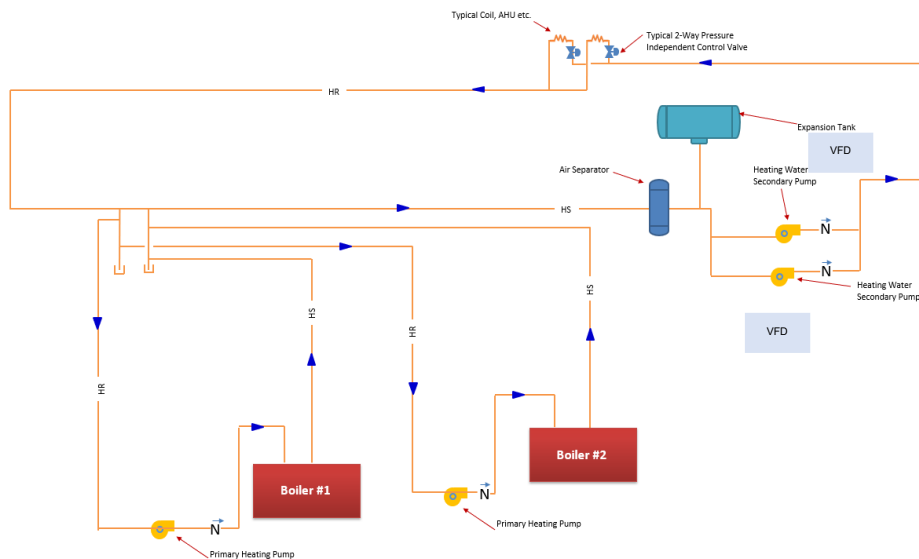 Typical Coil, AHU etc.
Typical 2-Way Pressure
Independent Control Valve
HR
Expansion Tank
VFD
Air Separator
Heating Water
Secondary Pump
HS
N
N
Heating Water
Secondary Pump
VFD
HS
HS
HR
HR
Boiler #1
Boiler #2
N
N
Primary Heating Pump
Primary Heating Pump